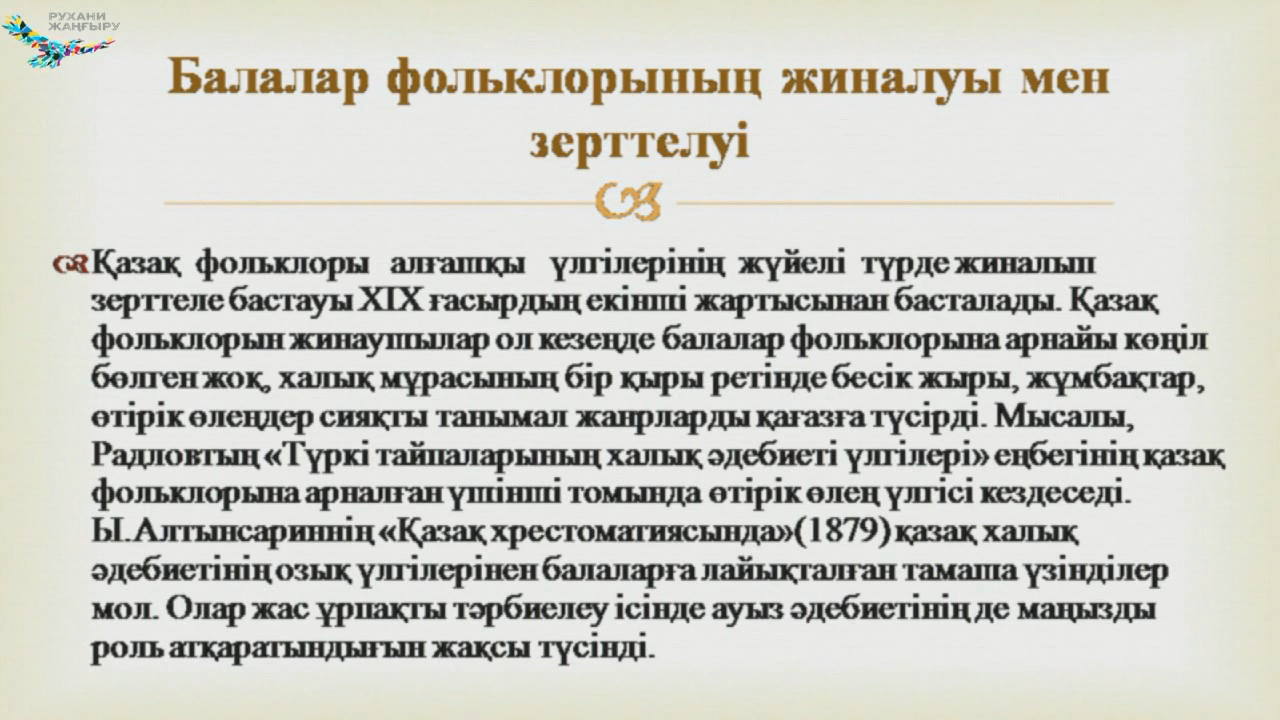 РУХАНИ
ЖАҢҒЫРУ
Балалар фольклорының жиналуы мен
зерттелуі
Қазақ фольклоры алғашқы үлгілерінің жүйелі түрде жиналып
зерттеле бастауы XIX ғасырдың екінші жартысынан басталады. Қазақ
фольклорын жинаушылар ол кезеңде балалар фольклорына арнайы көңіл
бөлген жоқ, халық мұрасының бір қыры ретінде бесік жыры, жұмбақтар,
өтірік өлеңдер сияқты танымал жанрларды қағазға түсірді. Мысалы,
Радловтың «Түркі тайпаларының халық әдебиеті үлгілері» еңбегінің қазақ
фольклорына арналған үшінші томында өтірік өлең үлгісі кездеседі.
Ы.Алтынсариннің «Қазақ хрестоматиясында»(1879) қазақ халық
әдебиетінің озық үлгілерінен балаларға лайықталған тамаша үзінділер
мол. Олар жас ұрпақты тәрбиелеу ісінде ауыз әдебиетінің де маңызды
роль атқаратындығын жақсы түсінді.